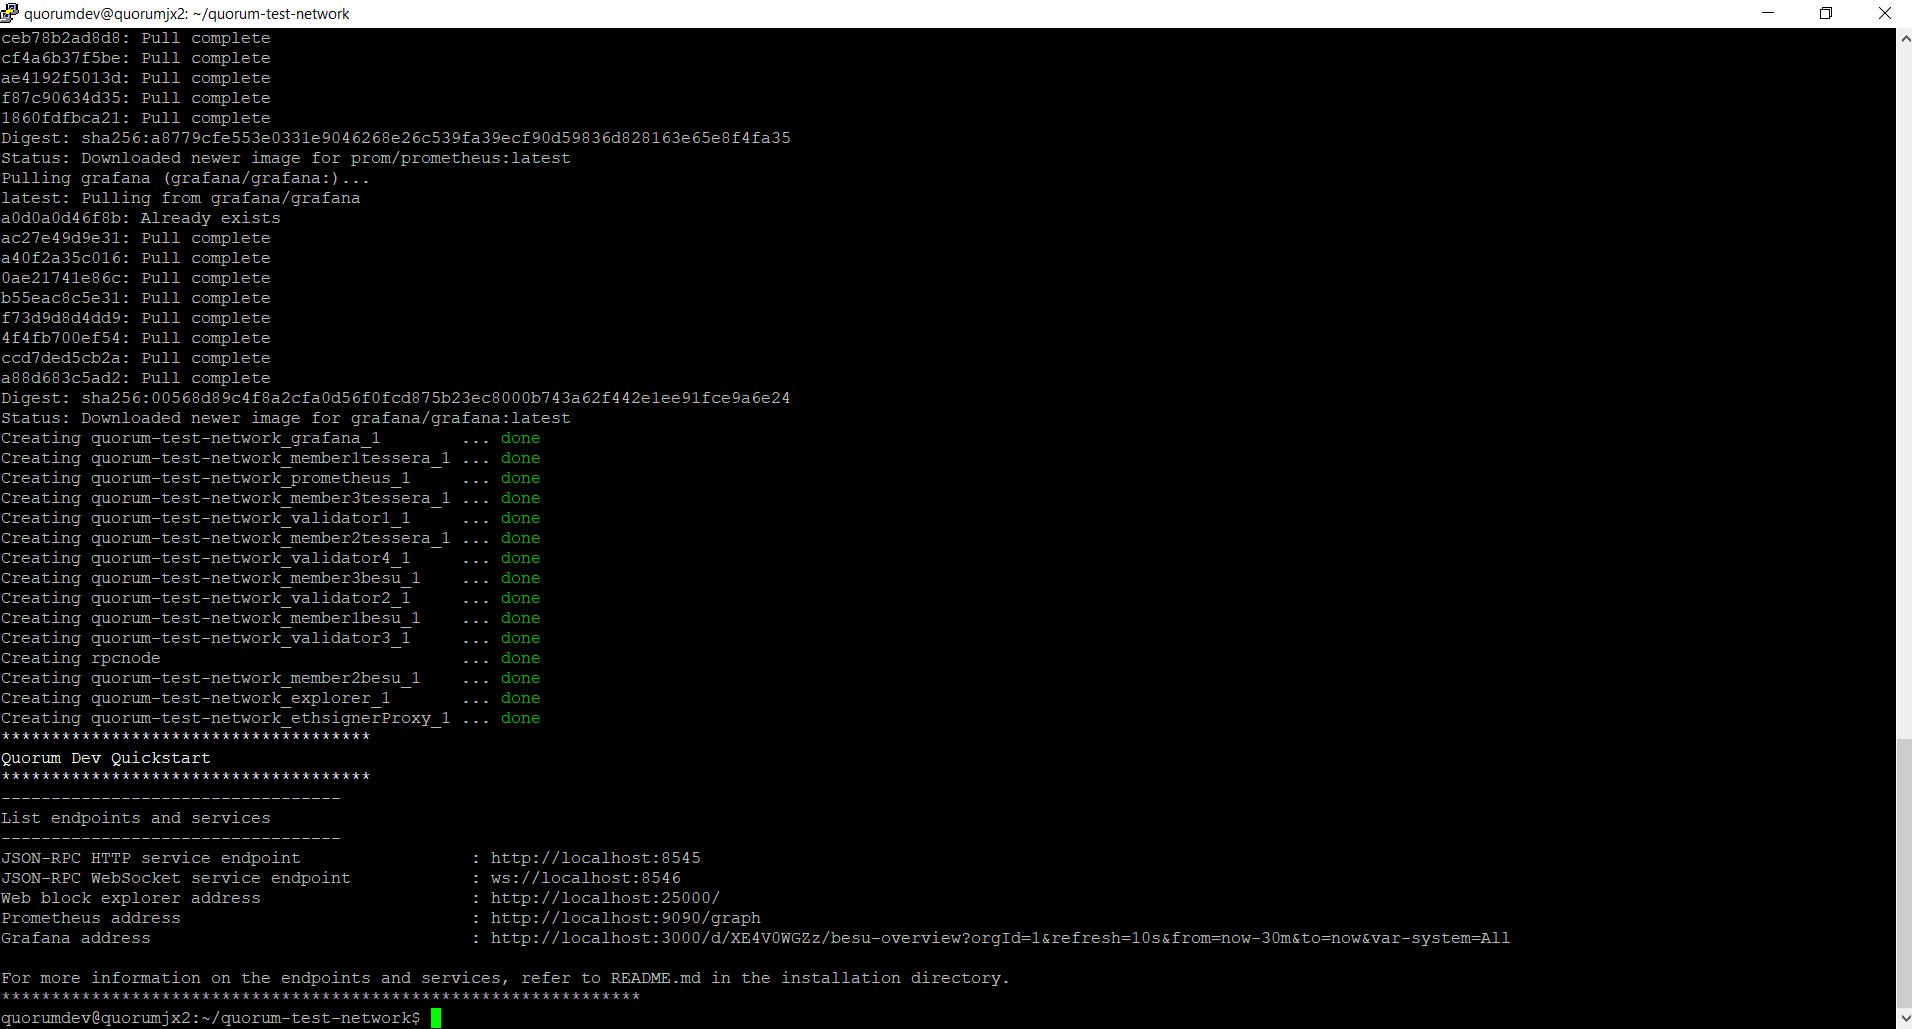 quorumdev@quorumjx2: ~/quorum-test-network
ceb78b2ad8d8: Pull complete
cf4a6b37f5be: Pull complete
ae4192f5013d: Pull complete
f87c90634d35: Pull complete
1860fdfbca21: Pull complete
Digest: sha256:a8779cfe553e0331e9046268e26c539fa39ecf90d59836d828163e65e8f4fa35
Status: Downloaded newer image for prom/prometheus:latest
Pulling grafana (grafana/grafana:)...
latest: Pulling from grafana/grafana
a0d0a0d46f8b: Already exists
ac27e49d9e31: Pull complete
a40f2a35c016: Pull complete
0ae21741e86c: Pull complete
b55eac8c5e31: Pull complete
f73d9d8d4dd9: Pull complete
4f4fb700ef54: Pull complete
ccd7ded5cb2a: Pull complete
a88d683c5ad2: Pull complete
Digest: sha256:00568d89c4f8a2cfa0d56f0fcd875b23ec8000b743a62f442e1ee91fce9a6e24
Status: Downloaded newer image for grafana/grafana:latest
Creating quorum-test-network_grafana_1        ... done
Creating quorum-test-network_member1tessera_1 ... done
Creating quorum-test-network_prometheus_1     ... done
Creating quorum-test-network_member3tessera_1 ... done
Creating quorum-test-network_validator1_1     ... done
Creating quorum-test-network_member2tessera_1 ... done
Creating quorum-test-network_validator4_1     ... done
Creating quorum-test-network_member3besu_1    ... done
Creating quorum-test-network_validator2_1     ... done
Creating quorum-test-network_member1besu_1    ... done
Creating quorum-test-network_validator3_1     ... done
Creating rpcnode                              ... done
Creating quorum-test-network_member2besu_1    ... done
Creating quorum-test-network_explorer_1       ... done
Creating quorum-test-network_ethsignerProxy_1 ... done
*************************************
Quorum Dev Quickstart
*************************************
----------------------------------
List endpoints and services
----------------------------------
JSON-RPC HTTP service endpoint                 : http://localhost:8545
JSON-RPC WebSocket service endpoint            : ws://localhost:8546
Web block explorer address                     : http://localhost:25000/
Prometheus address                             : http://localhost:9090/graph
Grafana address                                : http://localhost:3000/d/XE4V0WGZz/besu-overview?orgId=1&refresh=10s&from=now-30m&to=now&var-system=All
For more information on the endpoints and services, refer to README.md in the installation directory.
****************************************************************
quorumdev@quorumjx2:~/quorum-test-network$